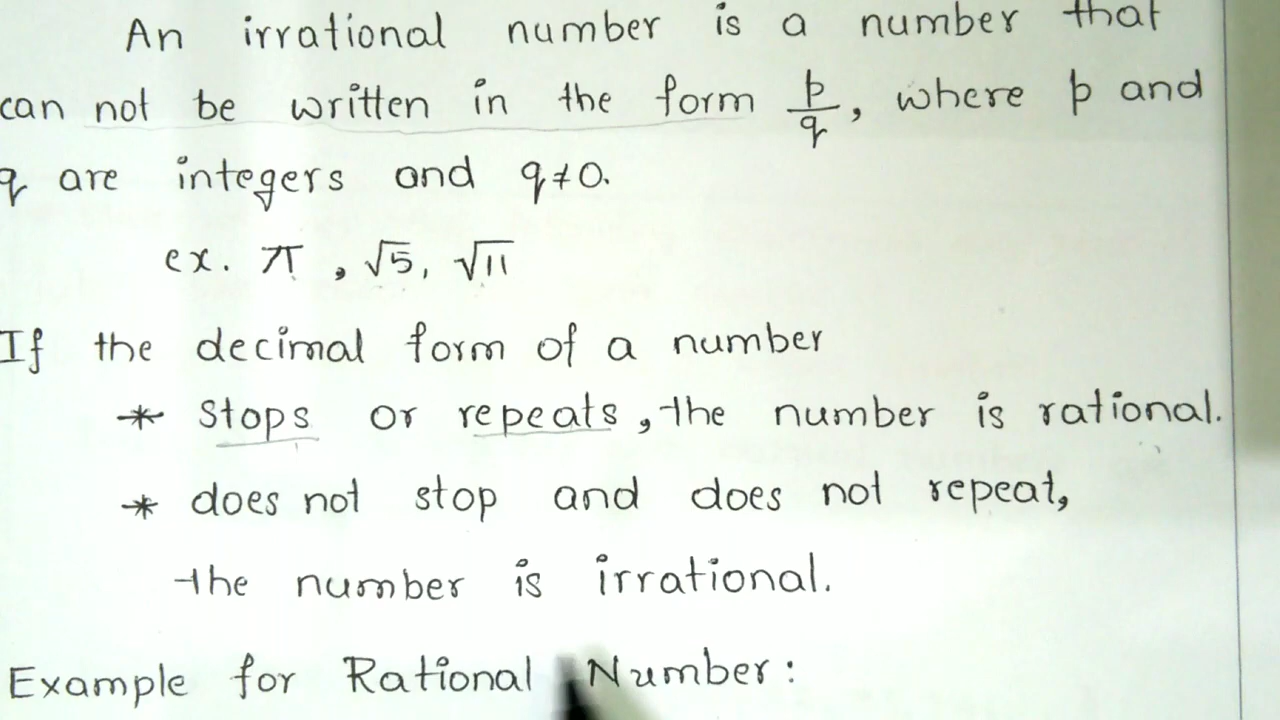 An irrational number is a number that
can not be written in the form p/q, where p and
q are integers and q≠0.
ex. π, √5, √11
If the decimal form of a number
* stops or repeats, the number is rational.
* does not stop and does not repeat,
the number is irrational.
Example for Rational Number: